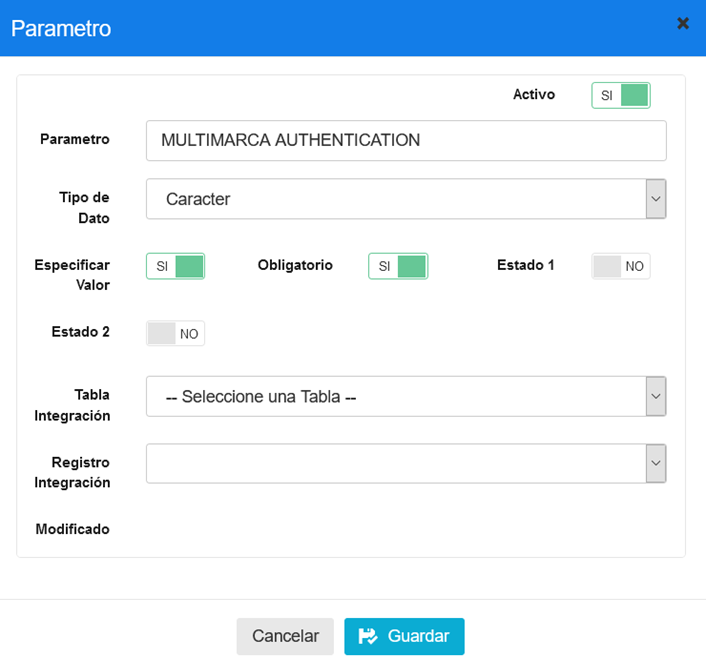 Parametro
Activo SI
Parametro MULTIMARCA AUTHENTICATION
Tipo de
Dato
Caracter
Especificar
Valor
SI
Obligatorio SI
Estado 1 NO
Estado 2 NO
Tabla
Integración
-- Seleccione una Tabla --
Registro
Integración
Modificado
Cancelar Guardar